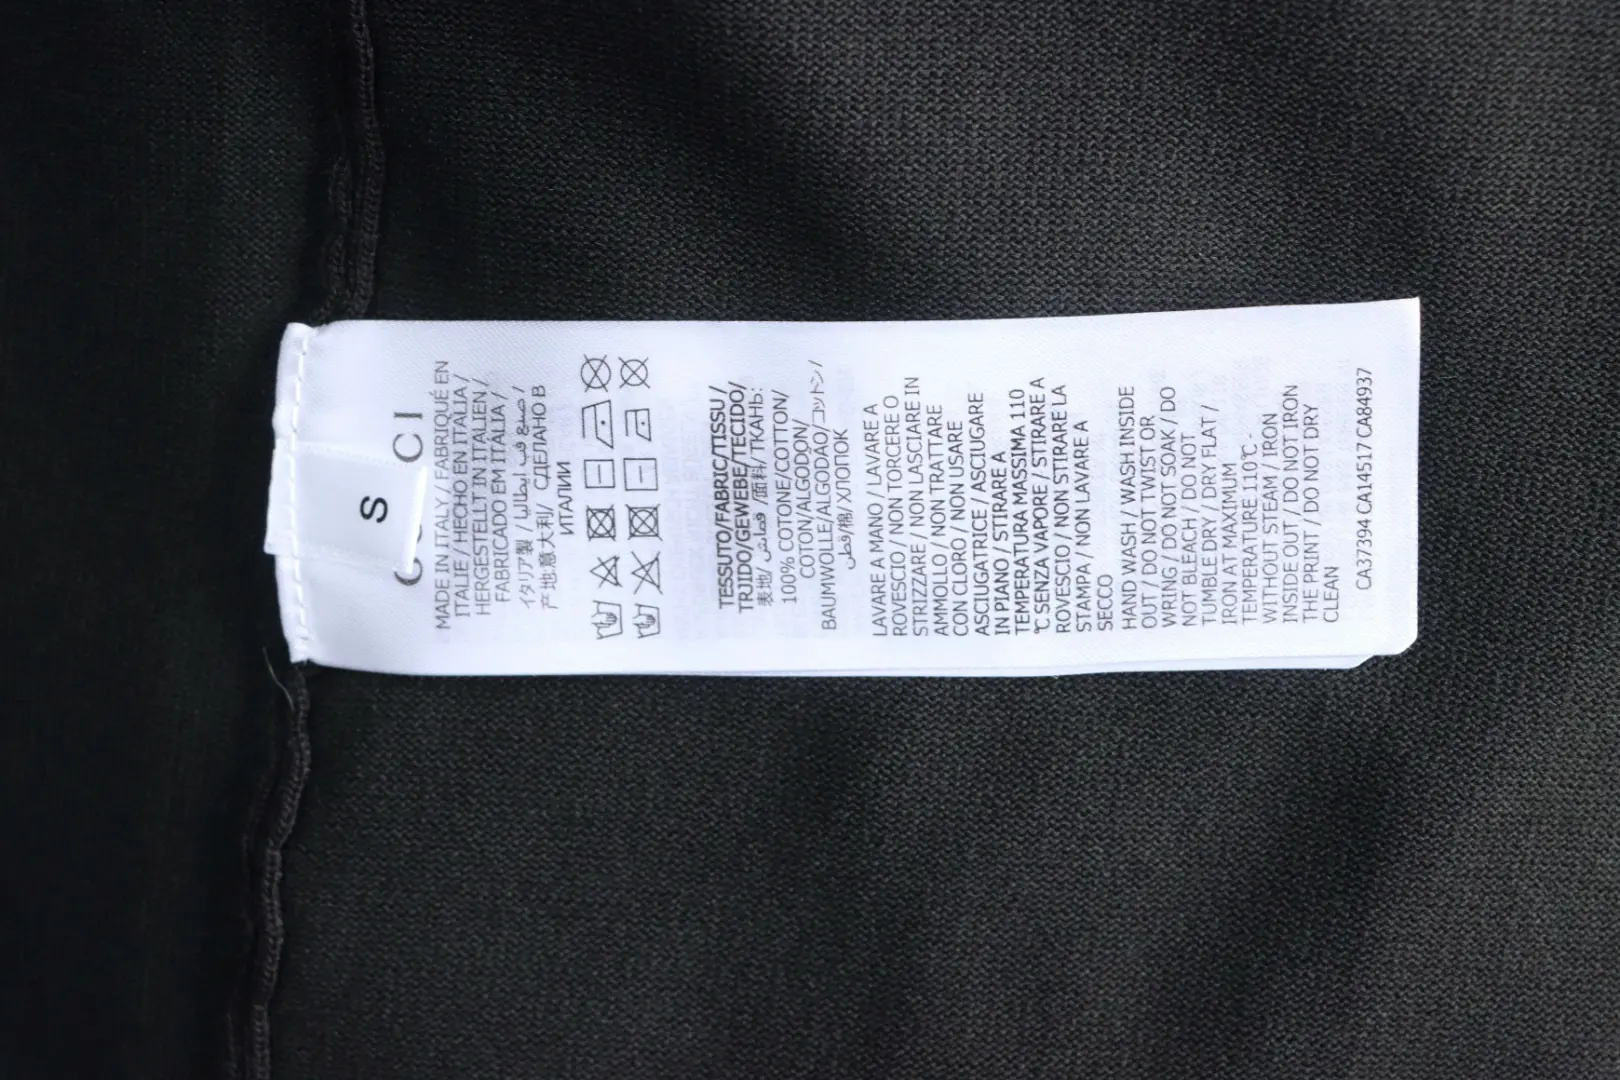 S
CI
MADE IN ITALY / FABRIQUÉ EN
ITALIE / HECHO EN ITALIA /
HERGESTELLT IN ITALIEN /
FABRICADO EM ITÁLIA /
イタリア製 / صنع في إيطاليا /
产地意大利 / СДЕЛАНО В
ИТАЛИИ
TESSUTO/FABRIC/TISSU/
TEJIDO/GEWEBE/TECIDO/
表地/ قماش /面料/ТКАНЬ:
100% COTONE/COTTON/
COTON/ALGODON/
BAUMWOLLE/ALGODAO/コットン/
قطن/棉/ХЛОПОК
LAVARE A MANO / LAVARE A
ROVESCIO / NON TORCERE O
STRIZZARE / NON LASCIARE IN
AMMOLLO / NON TRATTARE
CON CLORO / NON USARE
ASCIUGATRICE / ASCIUGARE
IN PIANO / STIRARE A
TEMPERATURA MASSIMA 110
°C SENZA VAPORE / STIRARE A
ROVESCIO / NON STIRARE LA
STAMPA / NON LAVARE A
SECCO
HAND WASH / WASH INSIDE
OUT / DO NOT TWIST OR
WRING / DO NOT SOAK / DO
NOT BLEACH / DO NOT
TUMBLE DRY / DRY FLAT /
IRON AT MAXIMUM
TEMPERATURE 110°C -
WITHOUT STEAM / IRON
INSIDE OUT / DO NOT IRON
THE PRINT / DO NOT DRY
CLEAN
CA37394 CA14517 CA84937